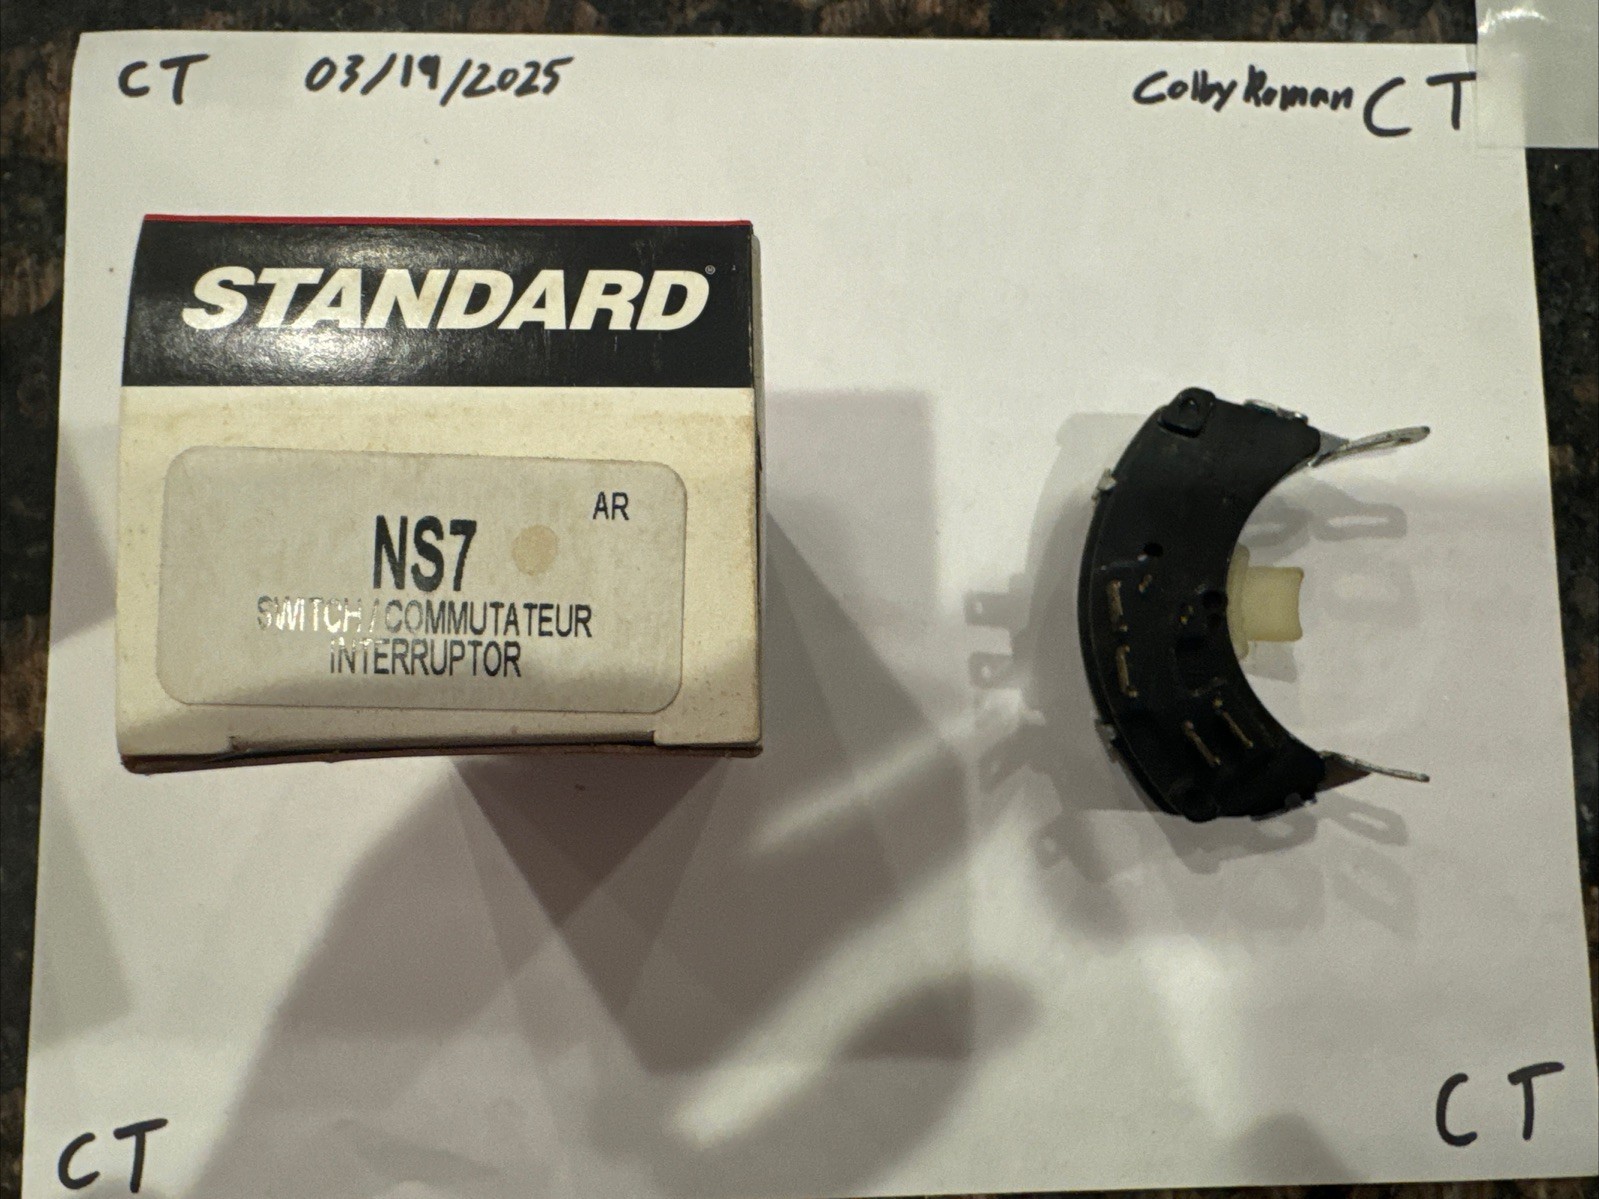 CT 03/19/2025 Colby Roman CT
STANDARD®
AR
NS7
SWITCH / COMMUTATEUR
INTERRUPTOR
CT CT